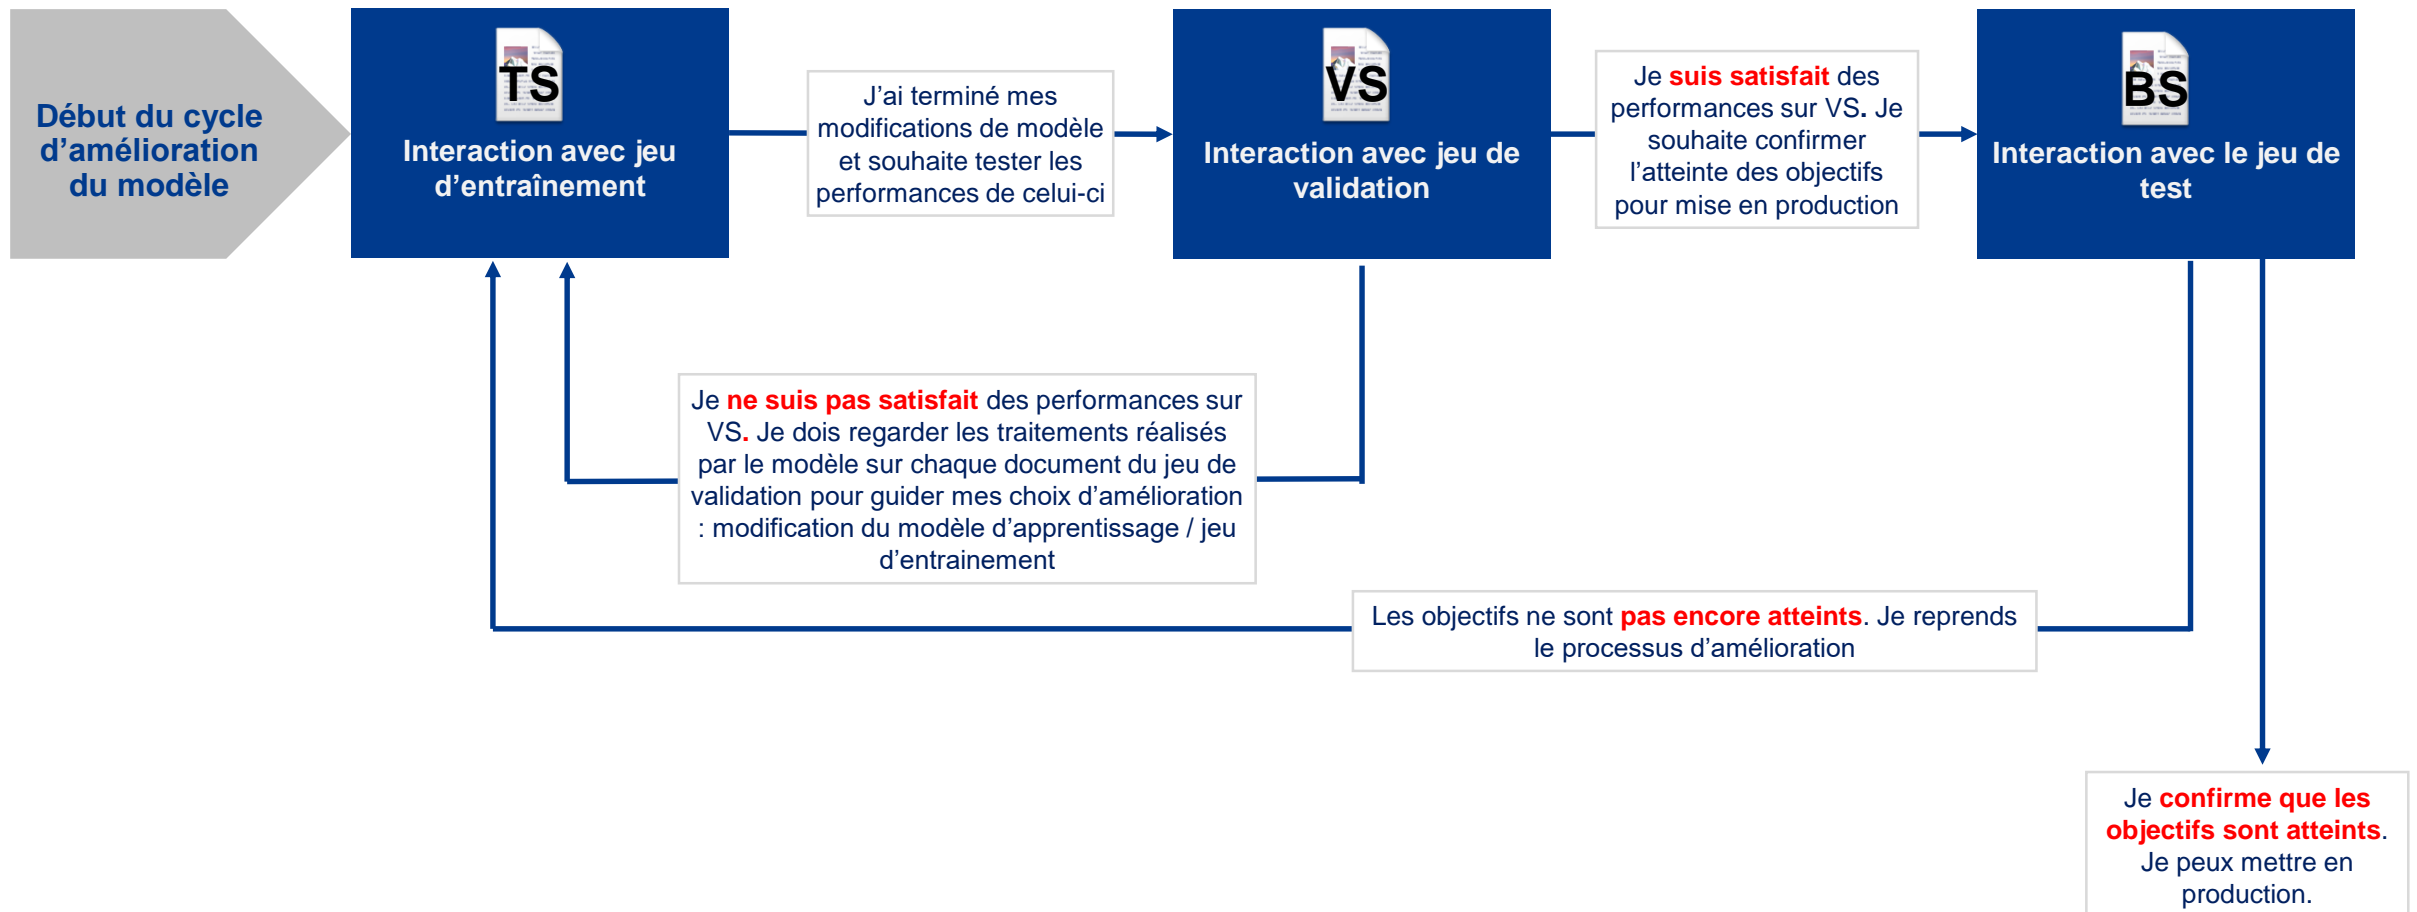 Début du cycle
d’amélioration
du modèle
TS
Interaction avec jeu
d’entraînement
J’ai terminé mes
modifications de modèle
et souhaite tester les
performances de celui-ci
VS
Interaction avec jeu de
validation
Je suis satisfait des
performances sur VS. Je
souhaite confirmer
l’atteinte des objectifs
pour mise en production
BS
Interaction avec le jeu de
test
Je ne suis pas satisfait des performances sur
VS. Je dois regarder les traitements réalisés
par le modèle sur chaque document du jeu de
validation pour guider mes choix d’amélioration
: modification du modèle d’apprentissage / jeu
d’entrainement
Les objectifs ne sont pas encore atteints. Je reprends
le processus d’amélioration
Je confirme que les
objectifs sont atteints.
Je peux mettre en
production.